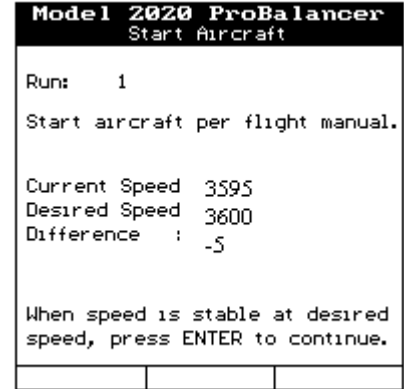 Model 2020 ProBalancer
Start Aircraft
Run: 1
Start aircraft per flight manual.
Current Speed 3595
Desired Speed 3600
Difference : -5
When speed is stable at desired
speed, press ENTER to continue.